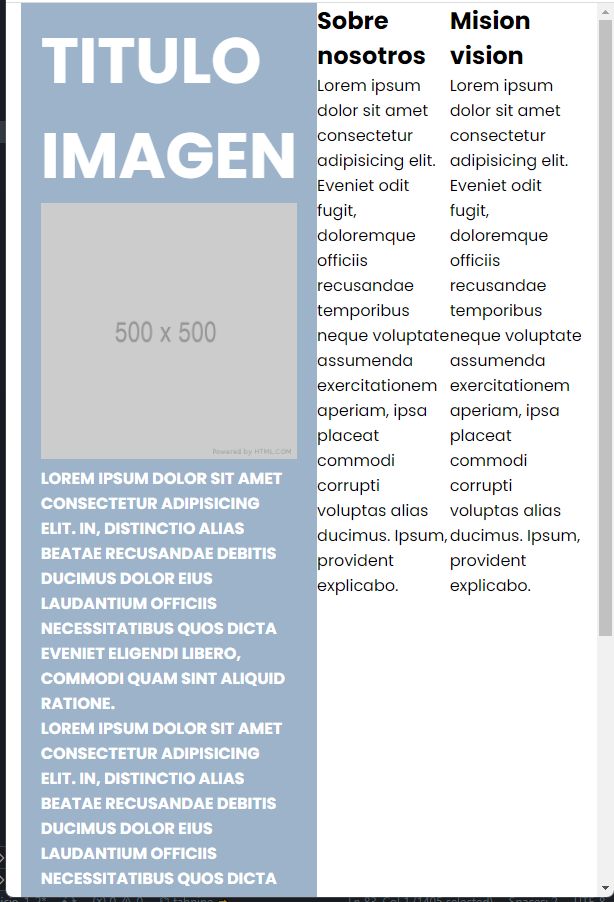 TITULO
IMAGEN
500 x 500
Powered by HTML.COM
LOREM IPSUM DOLOR SIT AMET
CONSECTETUR ADIPISICING
ELIT. IN, DISTINCTIO ALIAS
BEATAE RECUSANDAE DEBITIS
DUCIMUS DOLOR EIUS
LAUDANTIUM OFFICIIS
NECESSITATIBUS QUOS DICTA
EVENIET ELIGENDI LIBERO,
COMMODI QUAM SINT ALIQUID
RATIONE.
LOREM IPSUM DOLOR SIT AMET
CONSECTETUR ADIPISICING
ELIT. IN, DISTINCTIO ALIAS
BEATAE RECUSANDAE DEBITIS
DUCIMUS DOLOR EIUS
LAUDANTIUM OFFICIIS
NECESSITATIBUS QUOS DICTA
Sobre
nosotros
Lorem ipsum
dolor sit amet
consectetur
adipisicing elit.
Eveniet odit
fugit,
doloremque
officiis
recusandae
temporibus
neque voluptate
assumenda
exercitationem
aperiam, ipsa
placeat
commodi
corrupti
voluptas alias
ducimus. Ipsum,
provident
explicabo.
Mision
vision
Lorem ipsum
dolor sit amet
consectetur
adipisicing elit.
Eveniet odit
fugit,
doloremque
officiis
recusandae
temporibus
neque voluptate
assumenda
exercitationem
aperiam, ipsa
placeat
commodi
corrupti
voluptas alias
ducimus. Ipsum,
provident
explicabo.